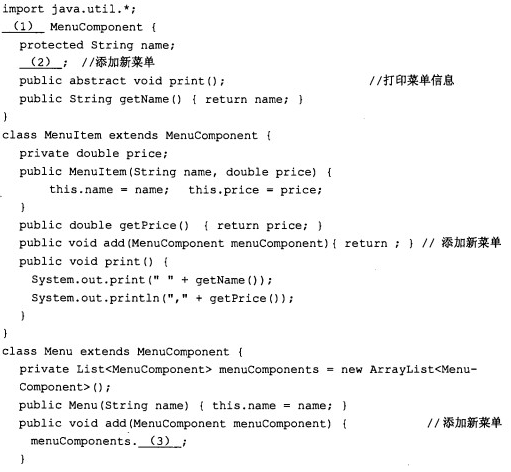 import java.util.*;
(1) MenuComponent {
protected String name;
(2) ; //添加新菜单
public abstract void print(); //打印菜单信息
public String getName() { return name; }
}
class MenuItem extends MenuComponent {
private double price;
public MenuItem(String name, double price) {
this.name = name; this.price = price;
}
public double getPrice() { return price; }
public void add(MenuComponent menuComponent){ return ; } // 添加新菜单
public void print() {
System.out.print(" " + getName());
System.out.println("," + getPrice());
}
}
class Menu extends MenuComponent {
private List<MenuComponent> menuComponents = new ArrayList<Menu-
Component>();
public Menu(String name) { this.name = name; }
public void add(MenuComponent menuComponent) { //添加新菜单
menuComponents. (3) ;
}